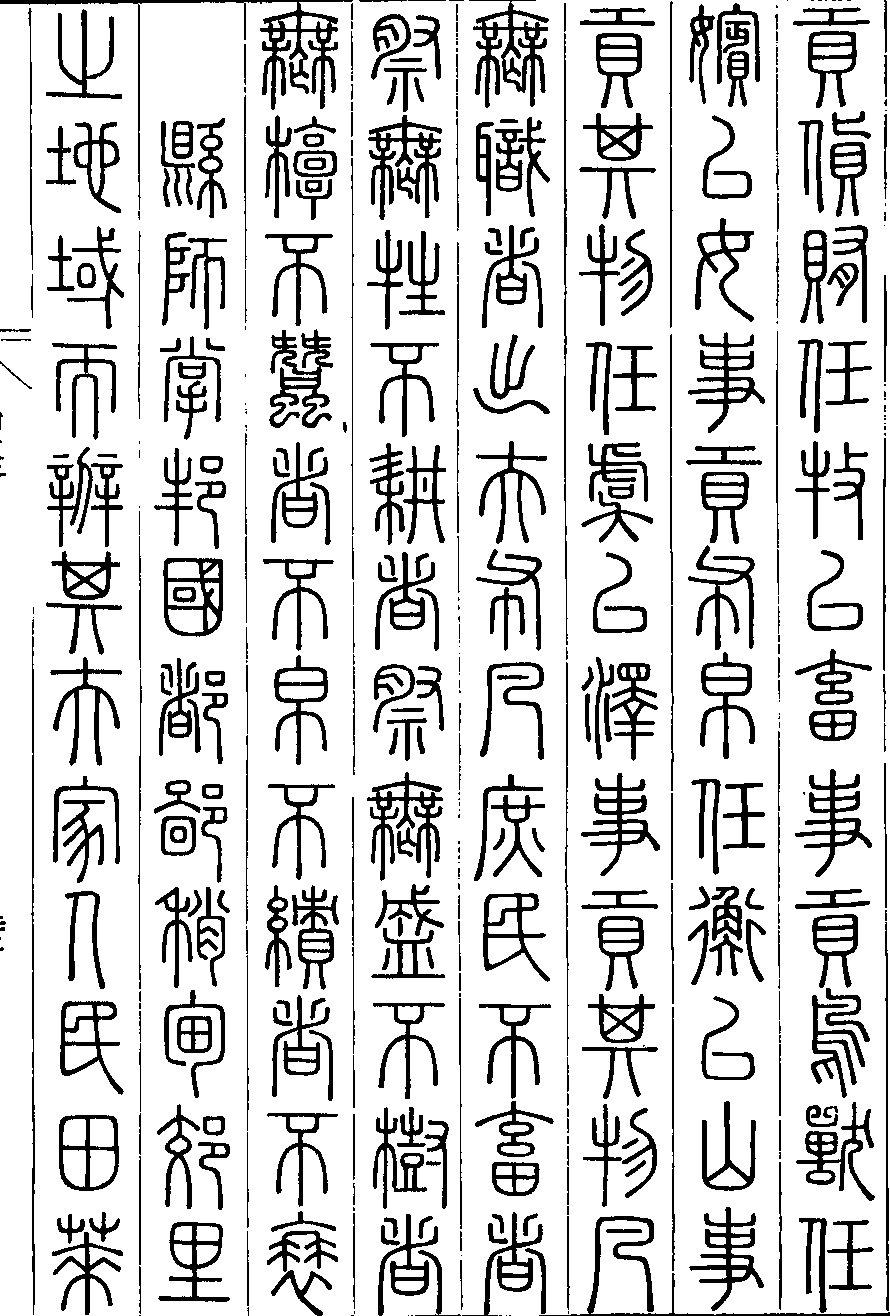 貢貨賄任牧以畜事貢鳥獸任
嬪以女事貢布帛任衡以山事
貢其物任虞以澤事貢其物凡
無職者出夫布凡庶民不畜者
祭無牲不耕者祭無盛不樹者
無椁不蠶者不帛不績者不衰
縣師掌邦國都鄙稍甸郊里
之地域而辨其夫家人民田萊